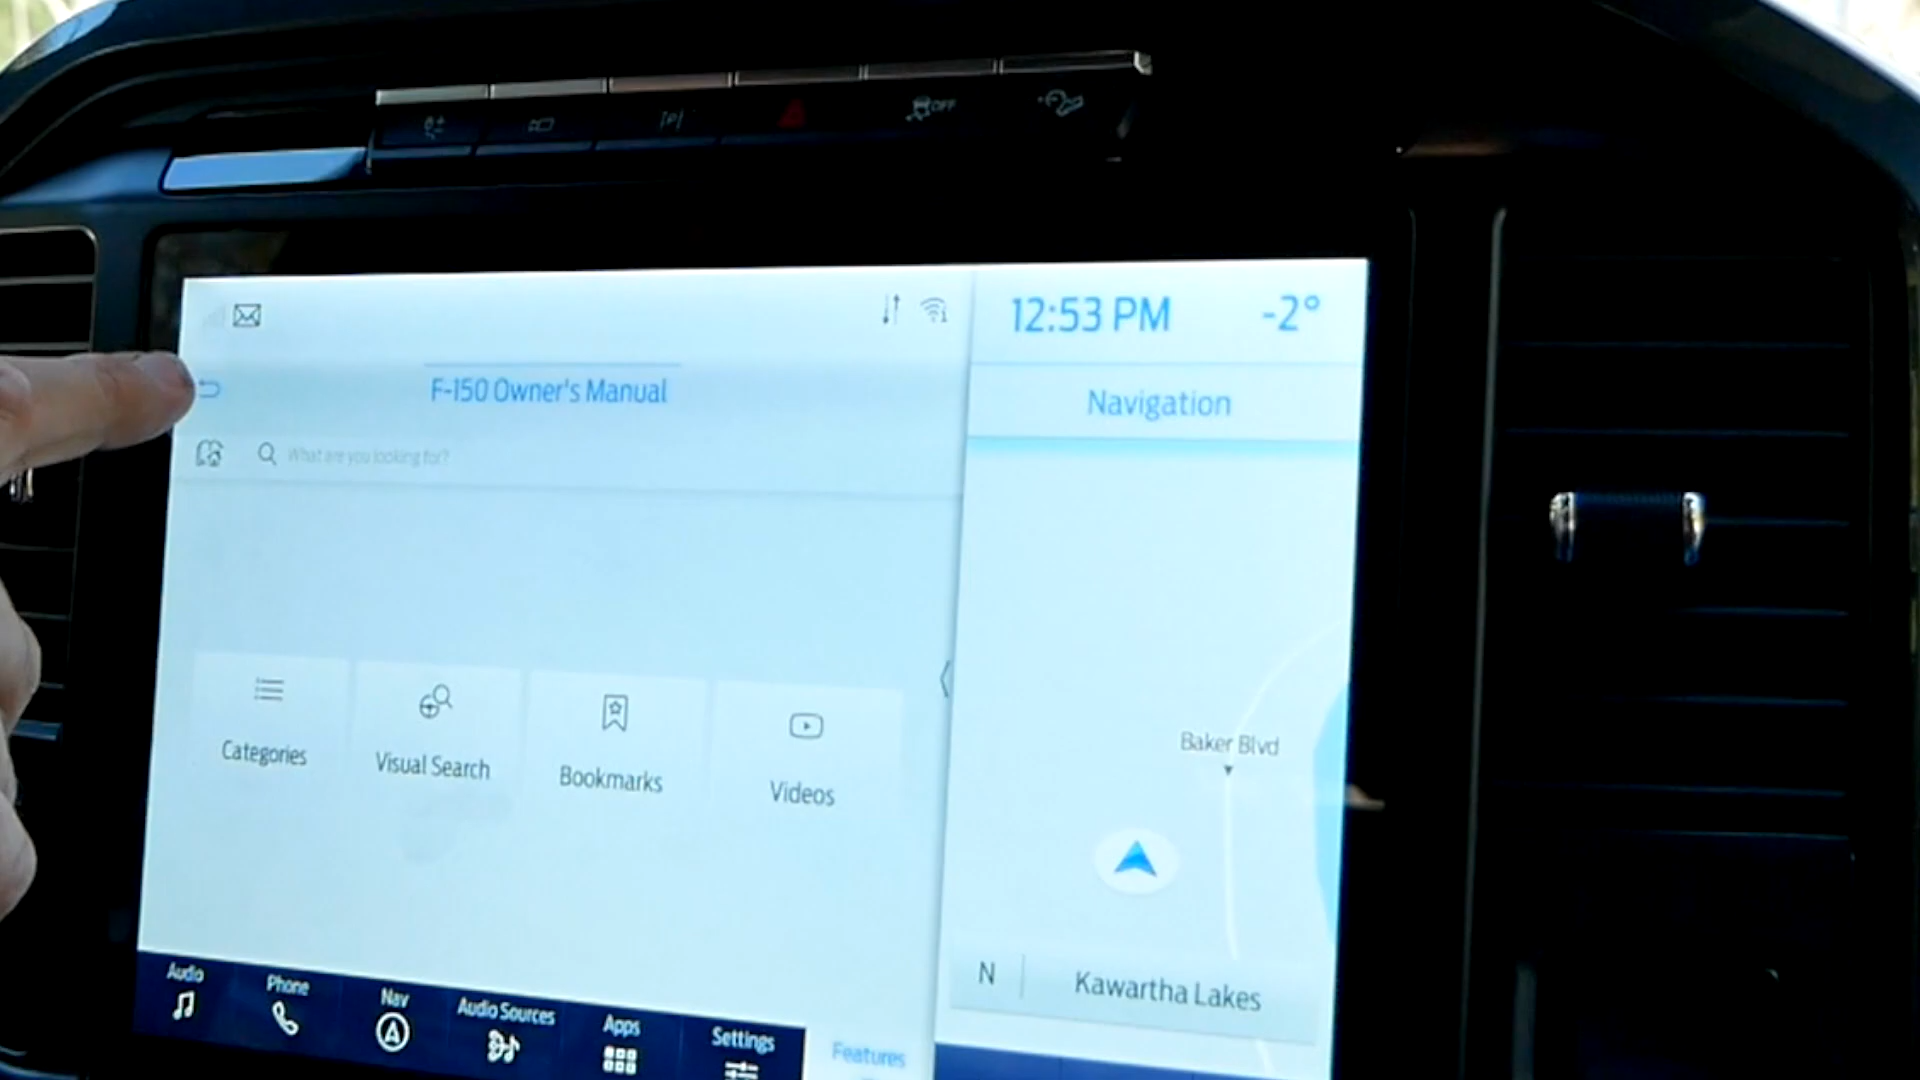 OFF
12:53 PM
-2°
F-150 Owner's Manual
Navigation
What are you looking for?
Categories
Visual Search
Bookmarks
Videos
Baker Blvd
N
Kawartha Lakes
Audio
Phone
Nav
Audio Sources
Apps
Settings
Features